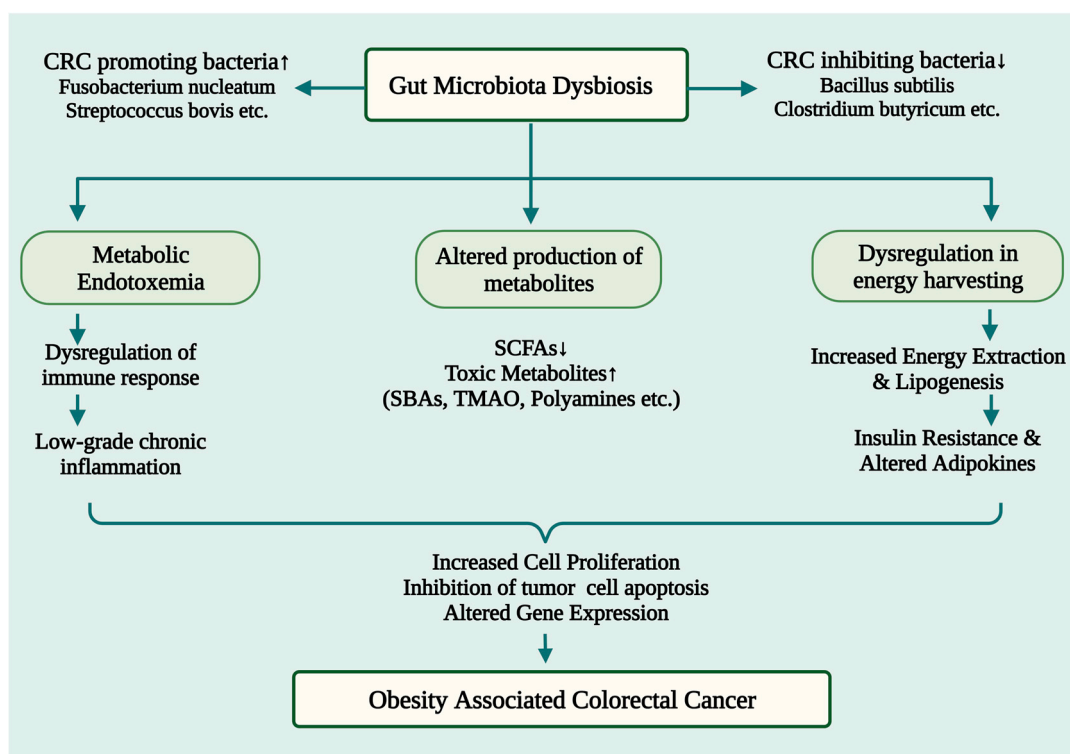 CRC promoting bacteria↑
Fusobacterium nucleatum
Streptococcus bovis etc.
Gut Microbiota Dysbiosis
CRC inhibiting bacteria↓
Bacillus subtilis
Clostridium butyricum etc.
Metabolic
Endotoxemia
Dysregulation of
immune response
Low-grade chronic
inflammation
Altered production of
metabolites
SCFAs↓
Toxic Metabolites↑
(SBAs, TMAO, Polyamines etc.)
Dysregulation in
energy harvesting
Increased Energy Extraction
& Lipogenesis
Insulin Resistance &
Altered Adipokines
Increased Cell Proliferation
Inhibition of tumor cell apoptosis
Altered Gene Expression
Obesity Associated Colorectal Cancer